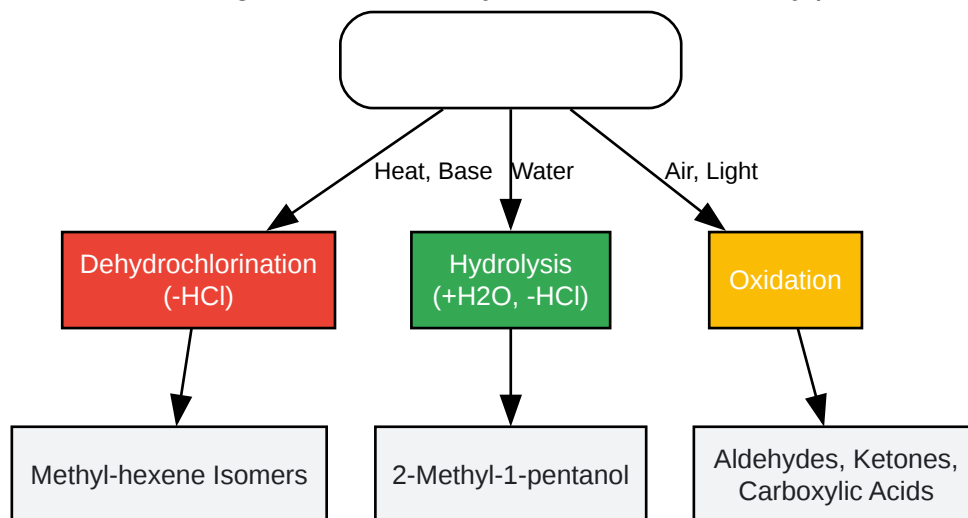 Heat, Base
Water
Air, Light
Dehydrochlorination
(-HCl)
Hydrolysis
(+H2O, -HCl)
Oxidation
Methyl-hexene Isomers
2-Methyl-1-pentanol
Aldehydes, Ketones,
Carboxylic Acids